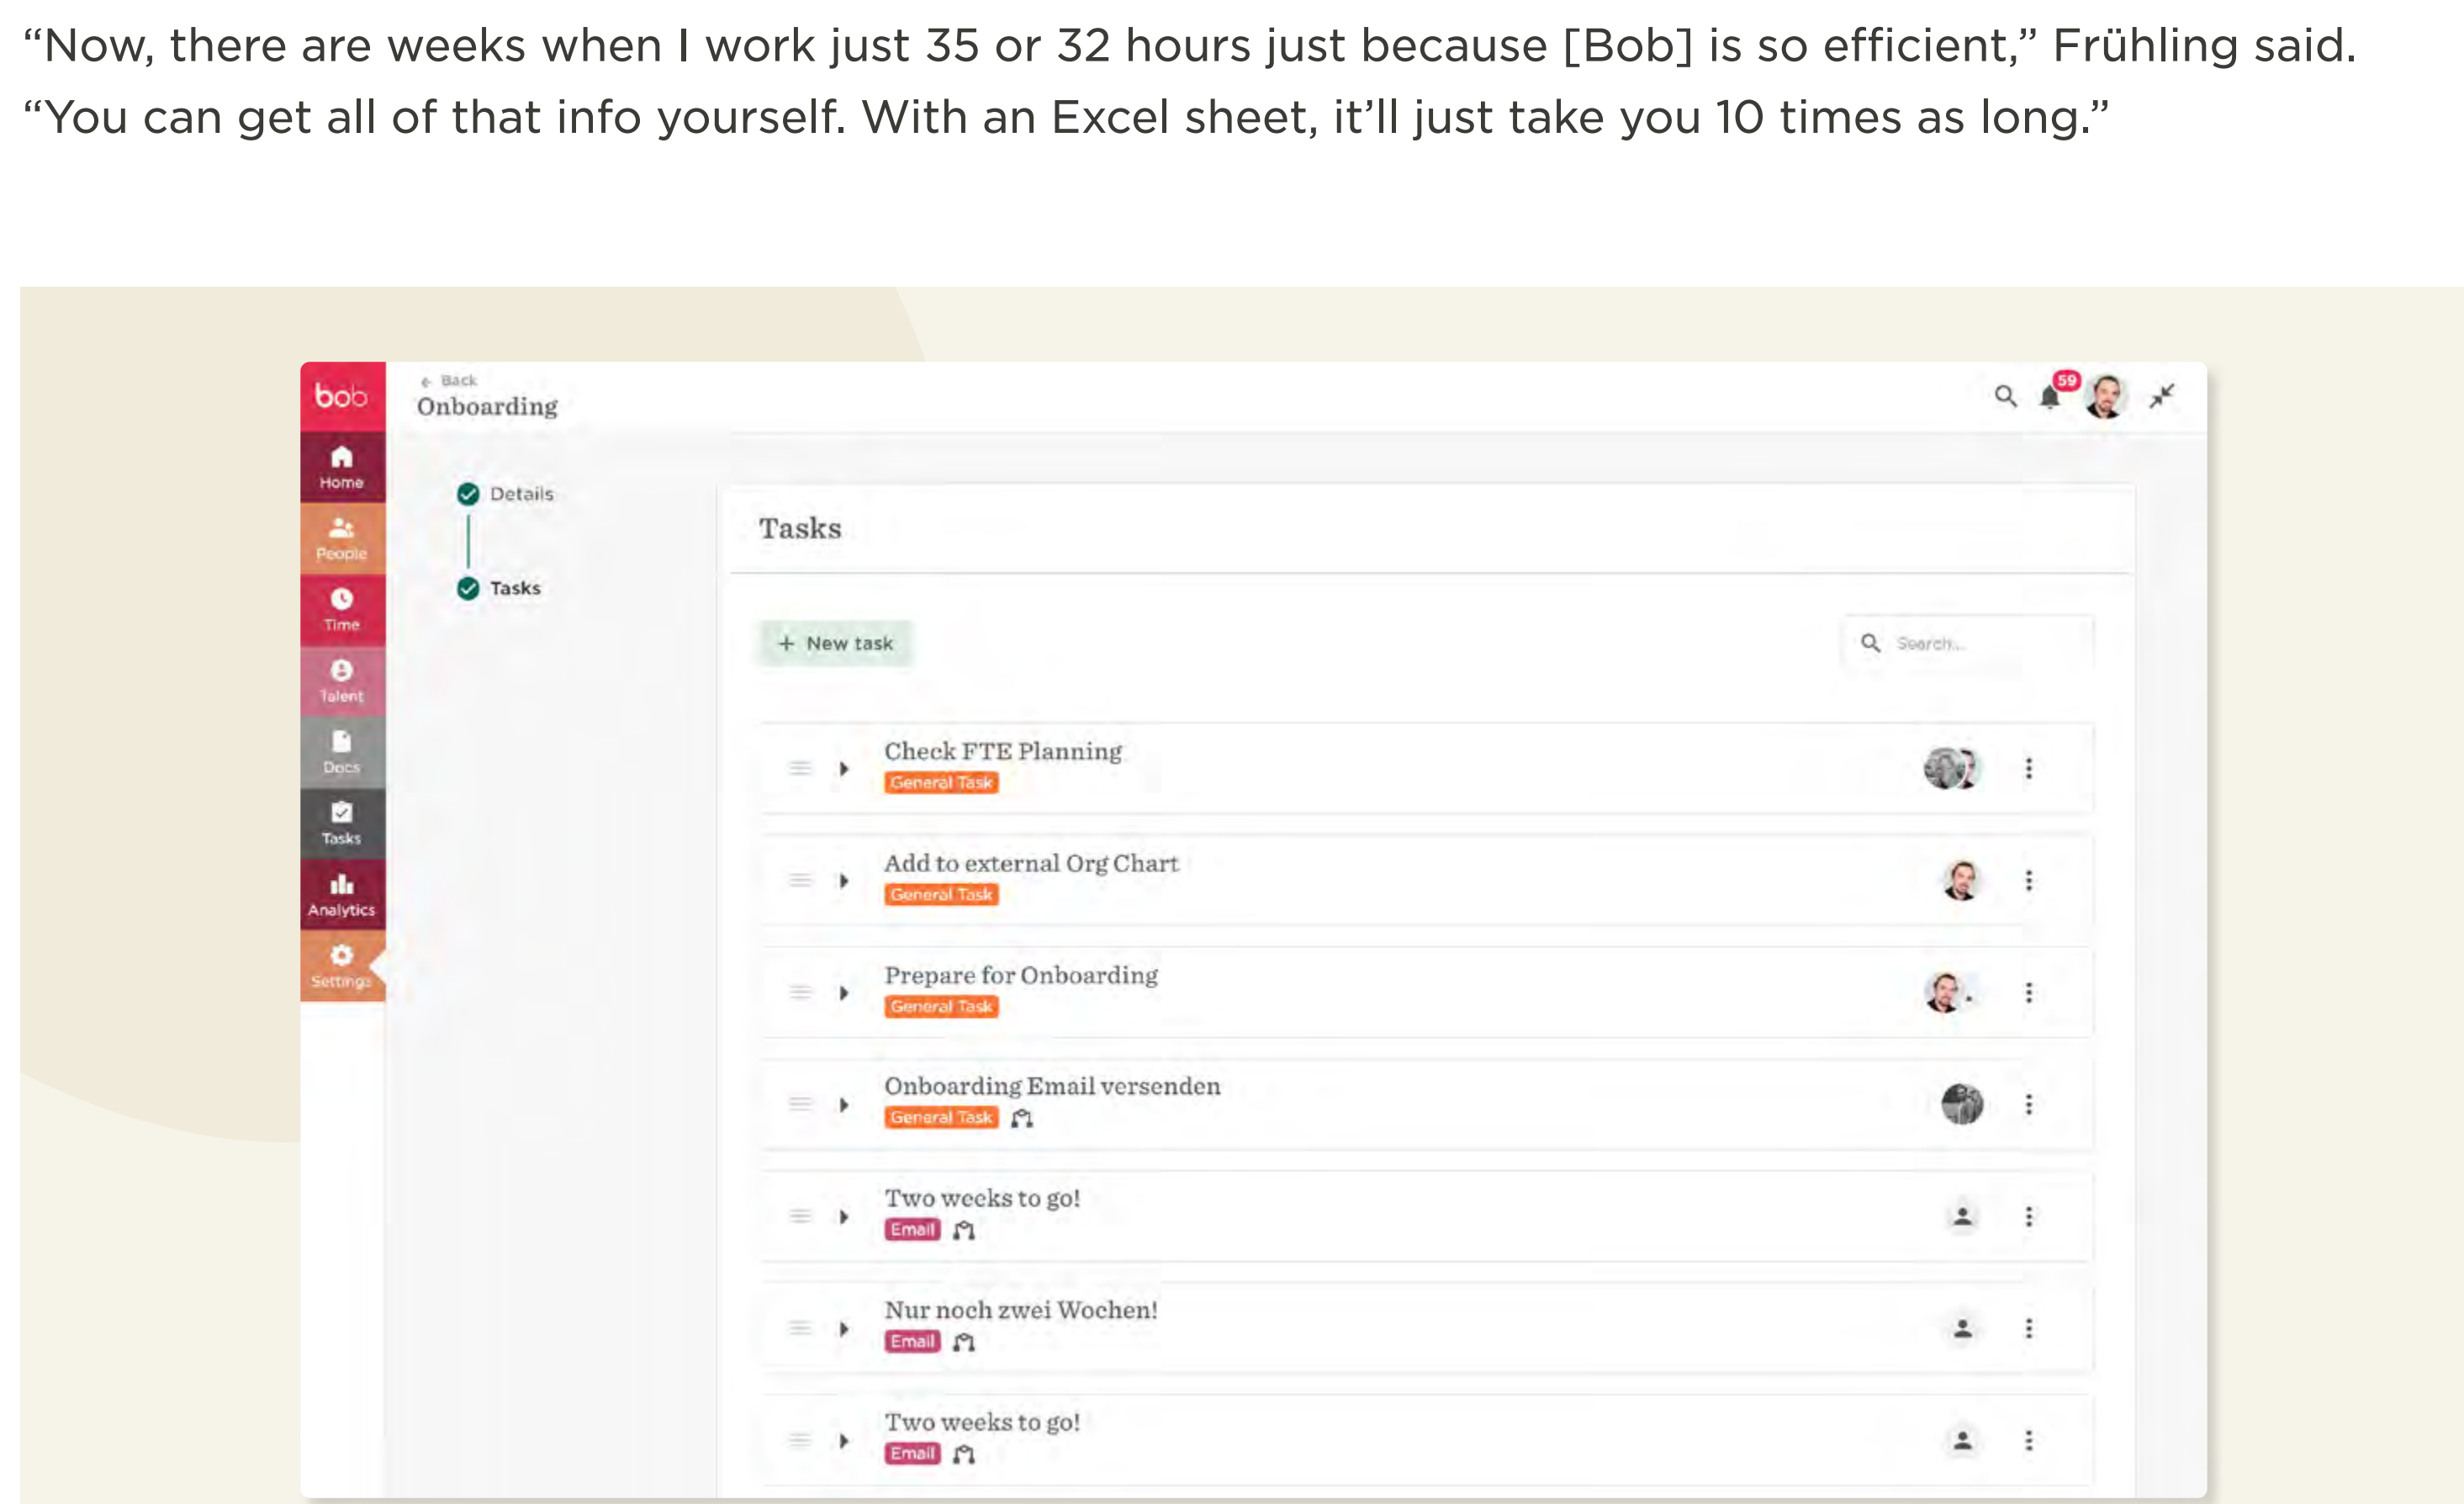 “Now, there are weeks when I work just 35 or 32 hours just because [Bob] is so efficient,” Frühling said.
“You can get all of that info yourself. With an Excel sheet, it’ll just take you 10 times as long.”
bob
Back
Onboarding
59
Home
People
Time
Talent
Docs
Tasks
Analytics
Settings
Details
Tasks
Tasks
+ New task
Search...
Check FTE Planning
General Task
Add to external Org Chart
General Task
Prepare for Onboarding
General Task
Onboarding Email versenden
General Task
Two weeks to go!
Email
Nur noch zwei Wochen!
Email
Two weeks to go!
Email